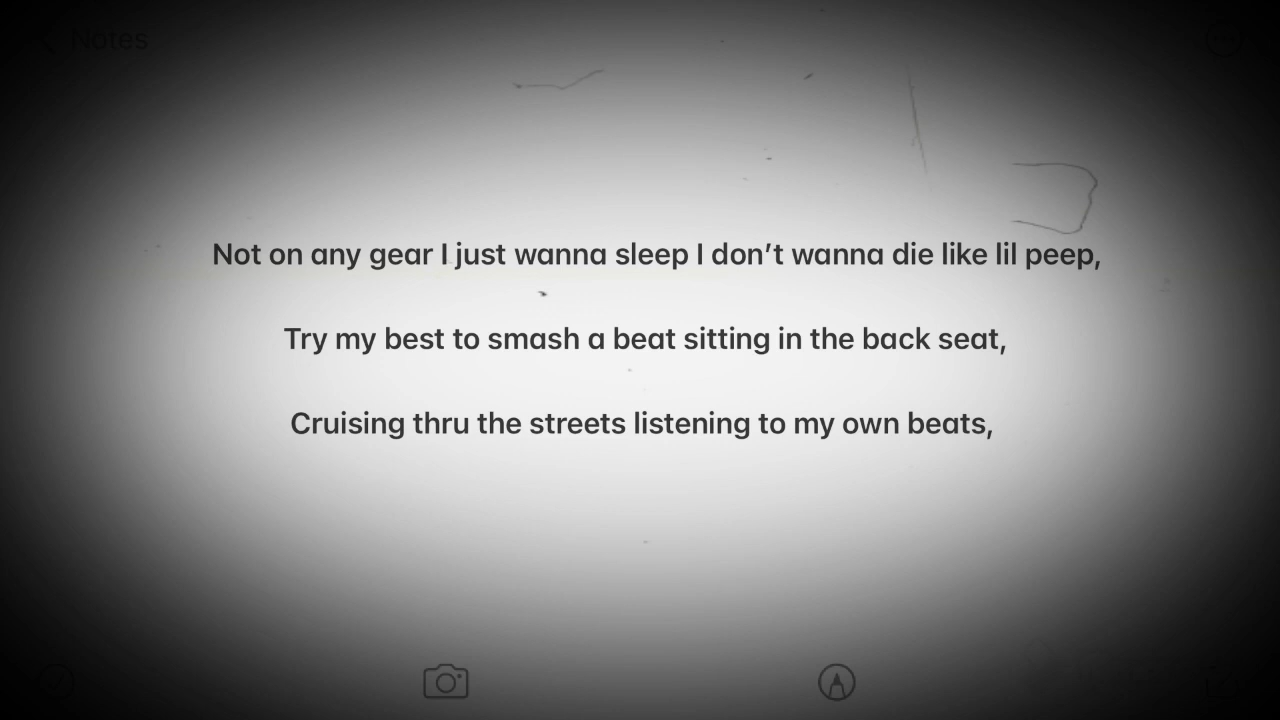 Notes
Not on any gear I just wanna sleep I don’t wanna die like lil peep,
Try my best to smash a beat sitting in the back seat,
Cruising thru the streets listening to my own beats,